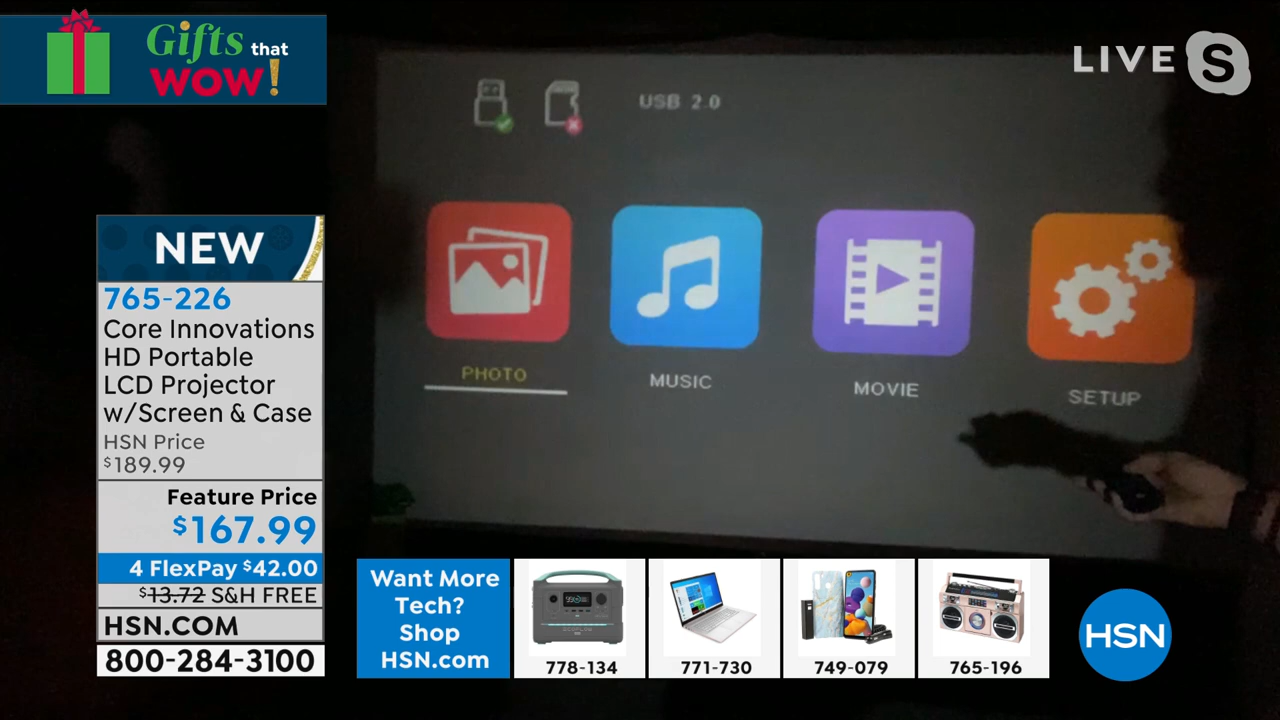 Gifts that
WOW!
LIVE S
USB 2.0
PHOTO
MUSIC
MOVIE
SETUP
NEW
765-226
Core Innovations
HD Portable
LCD Projector
w/Screen & Case
HSN Price
$189.99
Feature Price
$167.99
4 FlexPay $42.00
$13.72 S&H FREE
HSN.COM
800-284-3100
Want More
Tech?
Shop
HSN.com
778-134
771-730
749-079
765-196
HSN